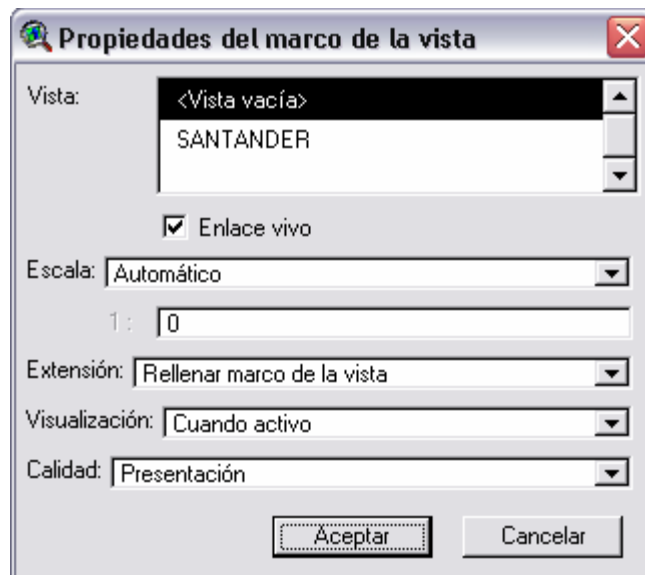 Propiedades del marco de la vista
Vista:
<Vista vacía>
SANTANDER
Enlace vivo
Escala: Automático
1 : 0
Extensión: Rellenar marco de la vista
Visualización: Cuando activo
Calidad: Presentación
Aceptar Cancelar